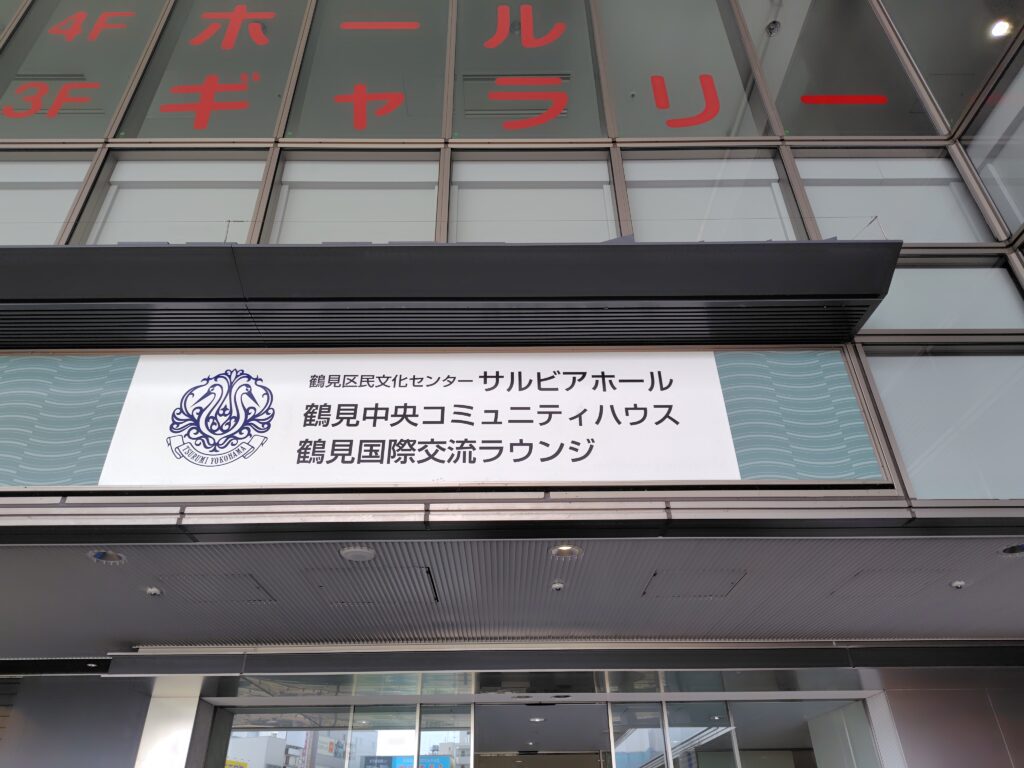 4F ホール
3F ギャラリー
鶴見区民文化センター サルビアホール
鶴見中央コミュニティハウス
鶴見国際交流ラウンジ
TSURUMI YOKOHAMA